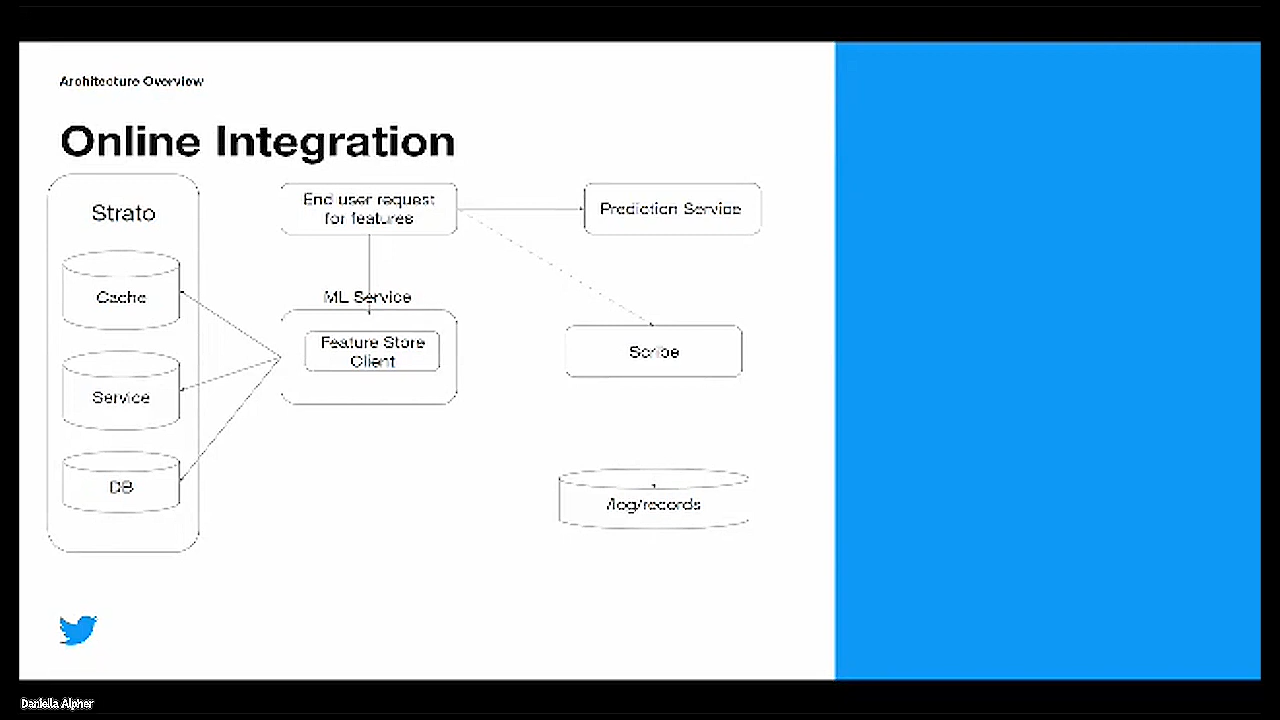 Architecture Overview
Online Integration
Strato
Cache
Service
DB
End user request
for features
ML Service
Feature Store
Client
Prediction Service
Scribe
/log/records
Daniella Alpher